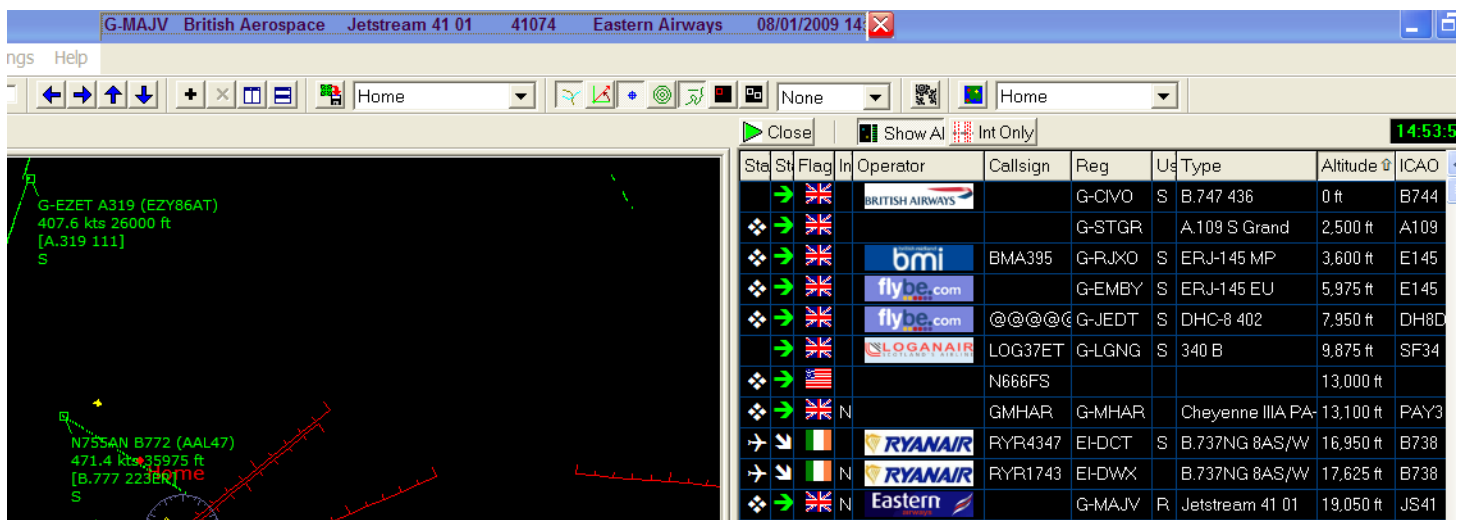 G-MAJV British Aerospace Jetstream 41 01 41074 Eastern Airways 08/01/2009 14:
ngs Help
Home None Home
Close Show Al Int Only 14:53:5
Sta St Flag In Operator Callsign Reg Us Type Altitude ICAO
BRITISH AIRWAYS G-CIVO S B.747 436 0 ft B744
G-STGR A.109 S Grand 2,500 ft A109
bmi BMA395 G-RJXO S ERJ-145 MP 3,600 ft E145
flybe.com G-EMBY S ERJ-145 EU 5,975 ft E145
flybe.com @@@@@ G-JEDT S DHC-8 402 7,950 ft DH8D
LOGANAIR SCOTLAND'S AIRLINE LOG37ET G-LGNG S 340 B 9,875 ft SF34
N666FS 13,000 ft
N GMHAR G-MHAR Cheyenne IIIA PA- 13,100 ft PAY3
RYANAIR RYR4347 EI-DCT S B.737NG 8AS/W 16,950 ft B738
N RYANAIR RYR1743 EI-DWX B.737NG 8AS/W 17,625 ft B738
N Eastern airways G-MAJV R Jetstream 41 01 19,050 ft JS41
G-EZET A319 (EZY86AT)
407.6 kts 26000 ft
[A.319 111]
S
N755AN B772 (AAL47)
471.4 kts 35975 ft
[B.777 223ER]
Home
S